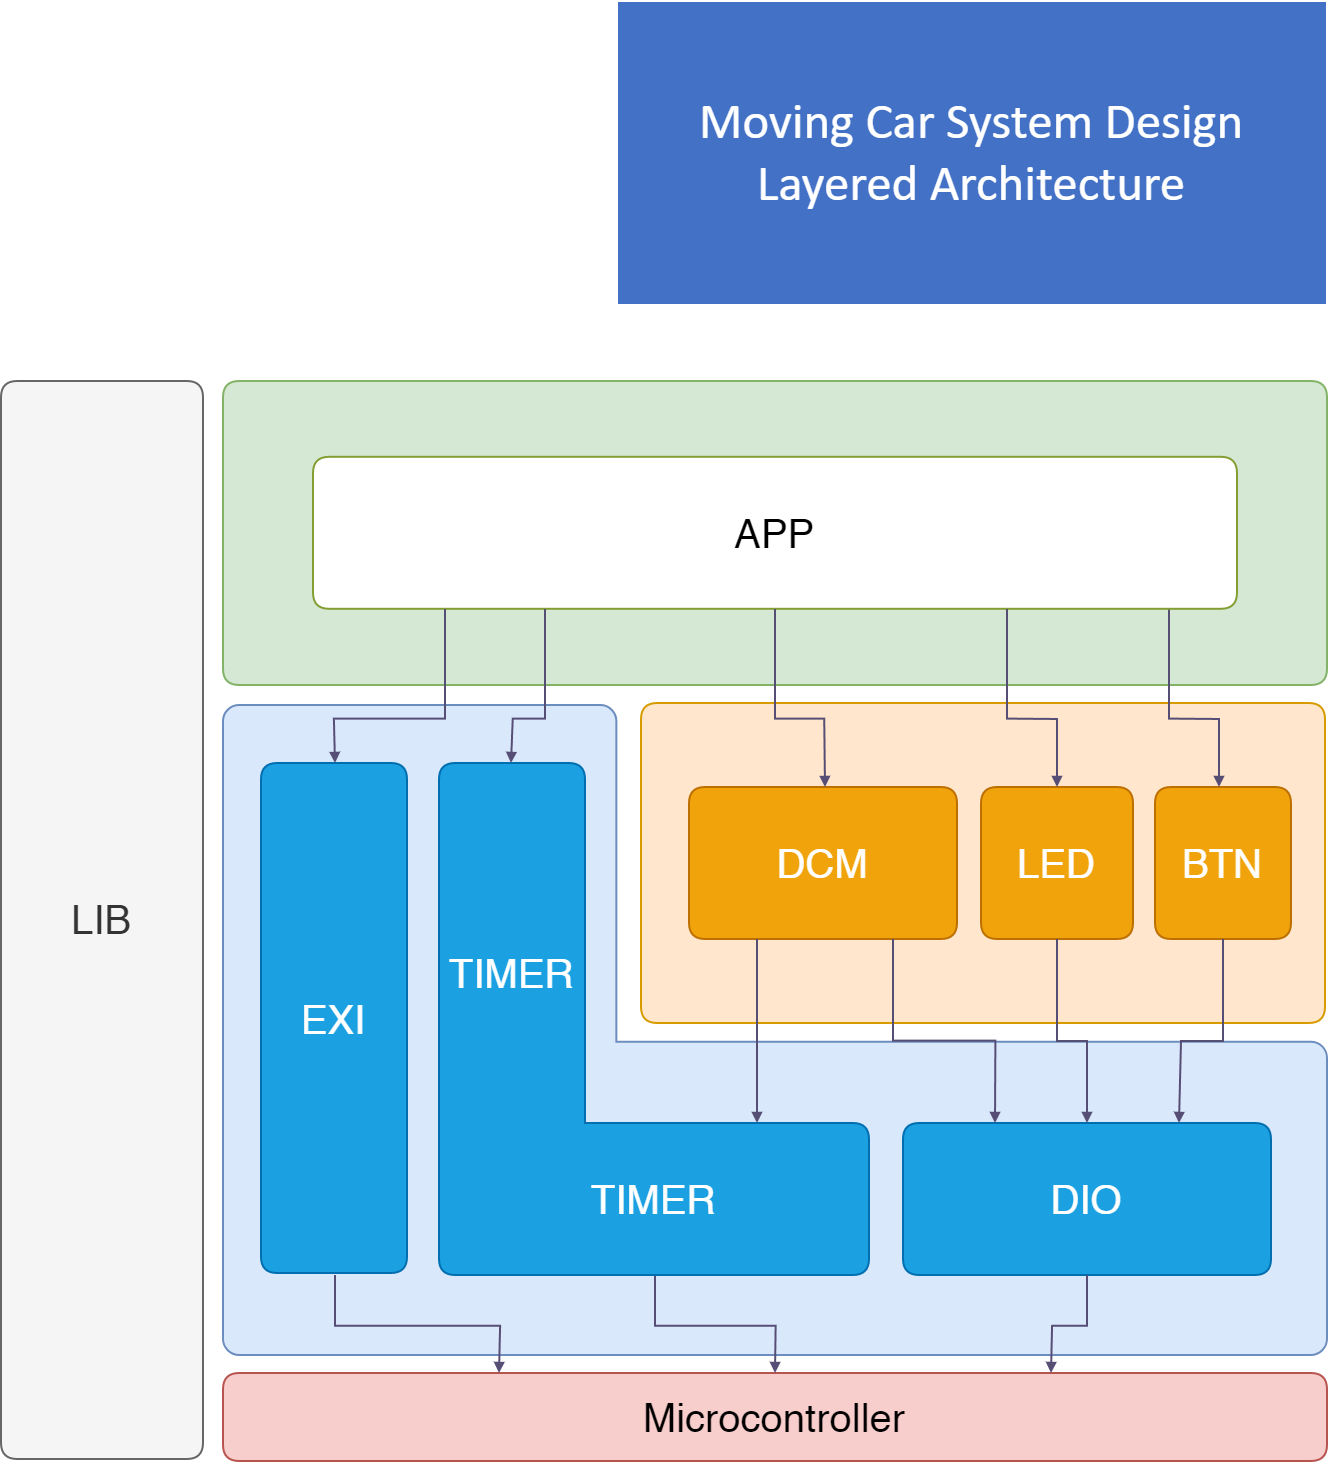 Moving Car System Design
Layered Architecture
APP
LIB
DCM
LED
BTN
TIMER
EXI
TIMER
DIO
Microcontroller